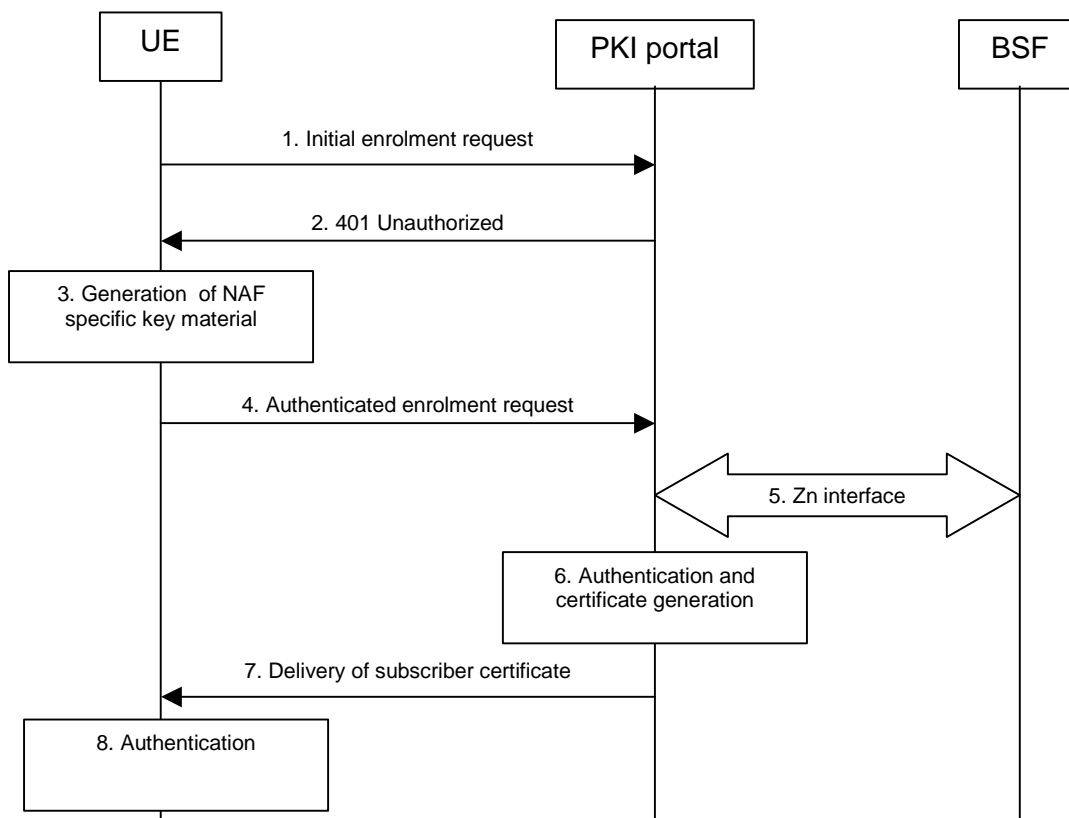 UE
PKI portal
BSF
1. Initial enrolment request
2. 401 Unauthorized
3. Generation of NAF
specific key material
4. Authenticated enrolment request
5. Zn interface
6. Authentication and
certificate generation
7. Delivery of subscriber certificate
8. Authentication